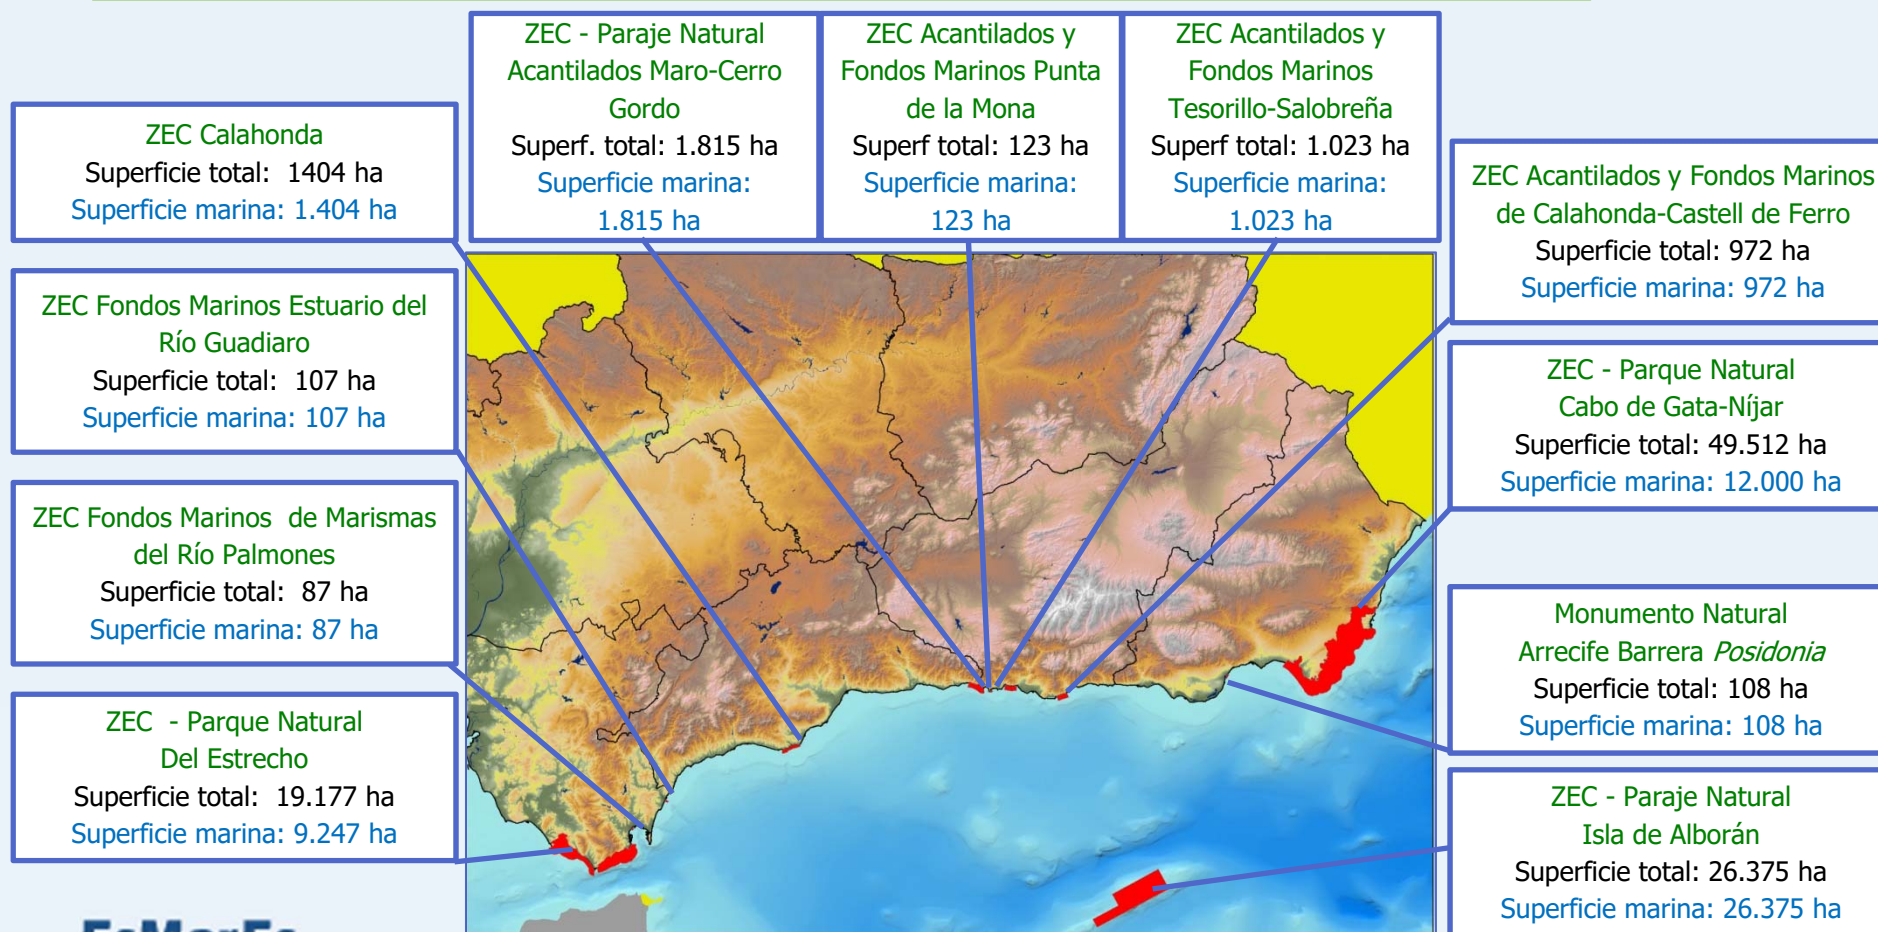 ZEC - Paraje Natural
Acantilados Maro-Cerro
Gordo
Superf. total: 1.815 ha
Superficie marina:
1.815 ha
ZEC Acantilados y
Fondos Marinos Punta
de la Mona
Superf total: 123 ha
Superficie marina:
123 ha
ZEC Acantilados y
Fondos Marinos
Tesorillo-Salobreña
Superf total: 1.023 ha
Superficie marina:
1.023 ha
ZEC Calahonda
Superficie total: 1404 ha
Superficie marina: 1.404 ha
ZEC Fondos Marinos Estuario del
Río Guadiaro
Superficie total: 107 ha
Superficie marina: 107 ha
ZEC Fondos Marinos de Marismas
del Río Palmones
Superficie total: 87 ha
Superficie marina: 87 ha
ZEC - Parque Natural
Del Estrecho
Superficie total: 19.177 ha
Superficie marina: 9.247 ha
ZEC Acantilados y Fondos Marinos
de Calahonda-Castell de Ferro
Superficie total: 972 ha
Superficie marina: 972 ha
ZEC - Parque Natural
Cabo de Gata-Níjar
Superficie total: 49.512 ha
Superficie marina: 12.000 ha
Monumento Natural
Arrecife Barrera Posidonia
Superficie total: 108 ha
Superficie marina: 108 ha
ZEC - Paraje Natural
Isla de Alborán
Superficie total: 26.375 ha
Superficie marina: 26.375 ha